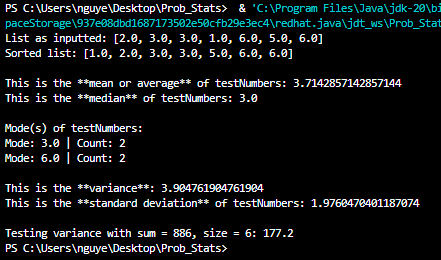 PS C:\Users\nguye\Desktop\Prob_Stats>  & 'C:\Program Files\Java\jdk-20\bi
paceStorage\937e08dbd1687173502e50cfb29e3ec4\redhat.java\jdt_ws\Prob_Stats
List as inputted: [2.0, 3.0, 3.0, 1.0, 6.0, 5.0, 6.0]
Sorted list: [1.0, 2.0, 3.0, 3.0, 5.0, 6.0, 6.0]
This is the **mean or average** of testNumbers: 3.7142857142857144
This is the **median** of testNumbers: 3.0
Mode(s) of testNumbers:
Mode: 3.0 | Count: 2
Mode: 6.0 | Count: 2
This is the **variance**: 3.904761904761904
This is the **standard deviation** of testNumbers: 1.9760470401187074
Testing variance with sum = 886, size = 6: 177.2
PS C:\Users\nguye\Desktop\Prob_Stats>